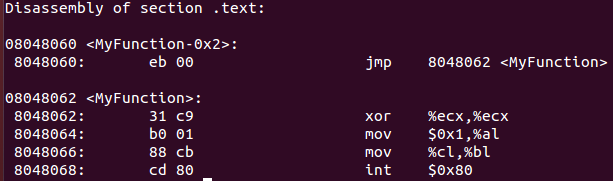 Disassembly of section .text:
08048060 <MyFunction-0x2>:
8048060: eb 00 jmp 8048062 <MyFunction>
08048062 <MyFunction>:
8048062: 31 c9 xor %ecx,%ecx
8048064: b0 01 mov $0x1,%al
8048066: 88 cb mov %cl,%bl
8048068: cd 80 int $0x80